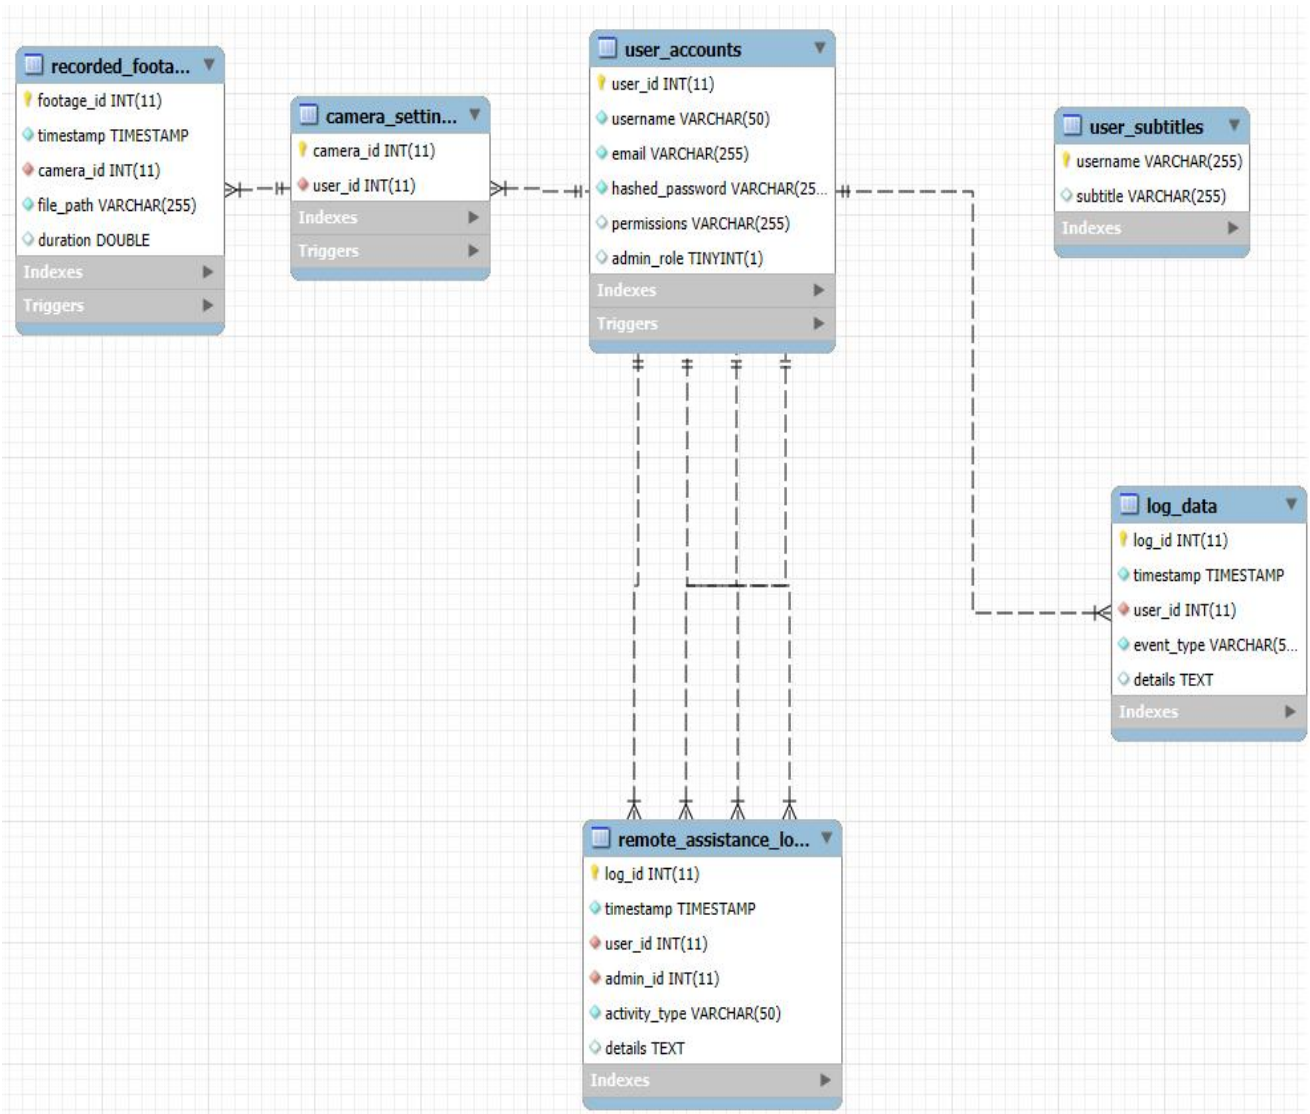 recorded_foota...
footage_id INT(11)
timestamp TIMESTAMP
camera_id INT(11)
file_path VARCHAR(255)
duration DOUBLE
Indexes
Triggers
camera_settin...
camera_id INT(11)
user_id INT(11)
Indexes
Triggers
user_accounts
user_id INT(11)
username VARCHAR(50)
email VARCHAR(255)
hashed_password VARCHAR(25...
permissions VARCHAR(255)
admin_role TINYINT(1)
Indexes
Triggers
user_subtitles
username VARCHAR(255)
subtitle VARCHAR(255)
Indexes
log_data
log_id INT(11)
timestamp TIMESTAMP
user_id INT(11)
event_type VARCHAR(5...
details TEXT
Indexes
remote_assistance_lo...
log_id INT(11)
timestamp TIMESTAMP
user_id INT(11)
admin_id INT(11)
activity_type VARCHAR(50)
details TEXT
Indexes